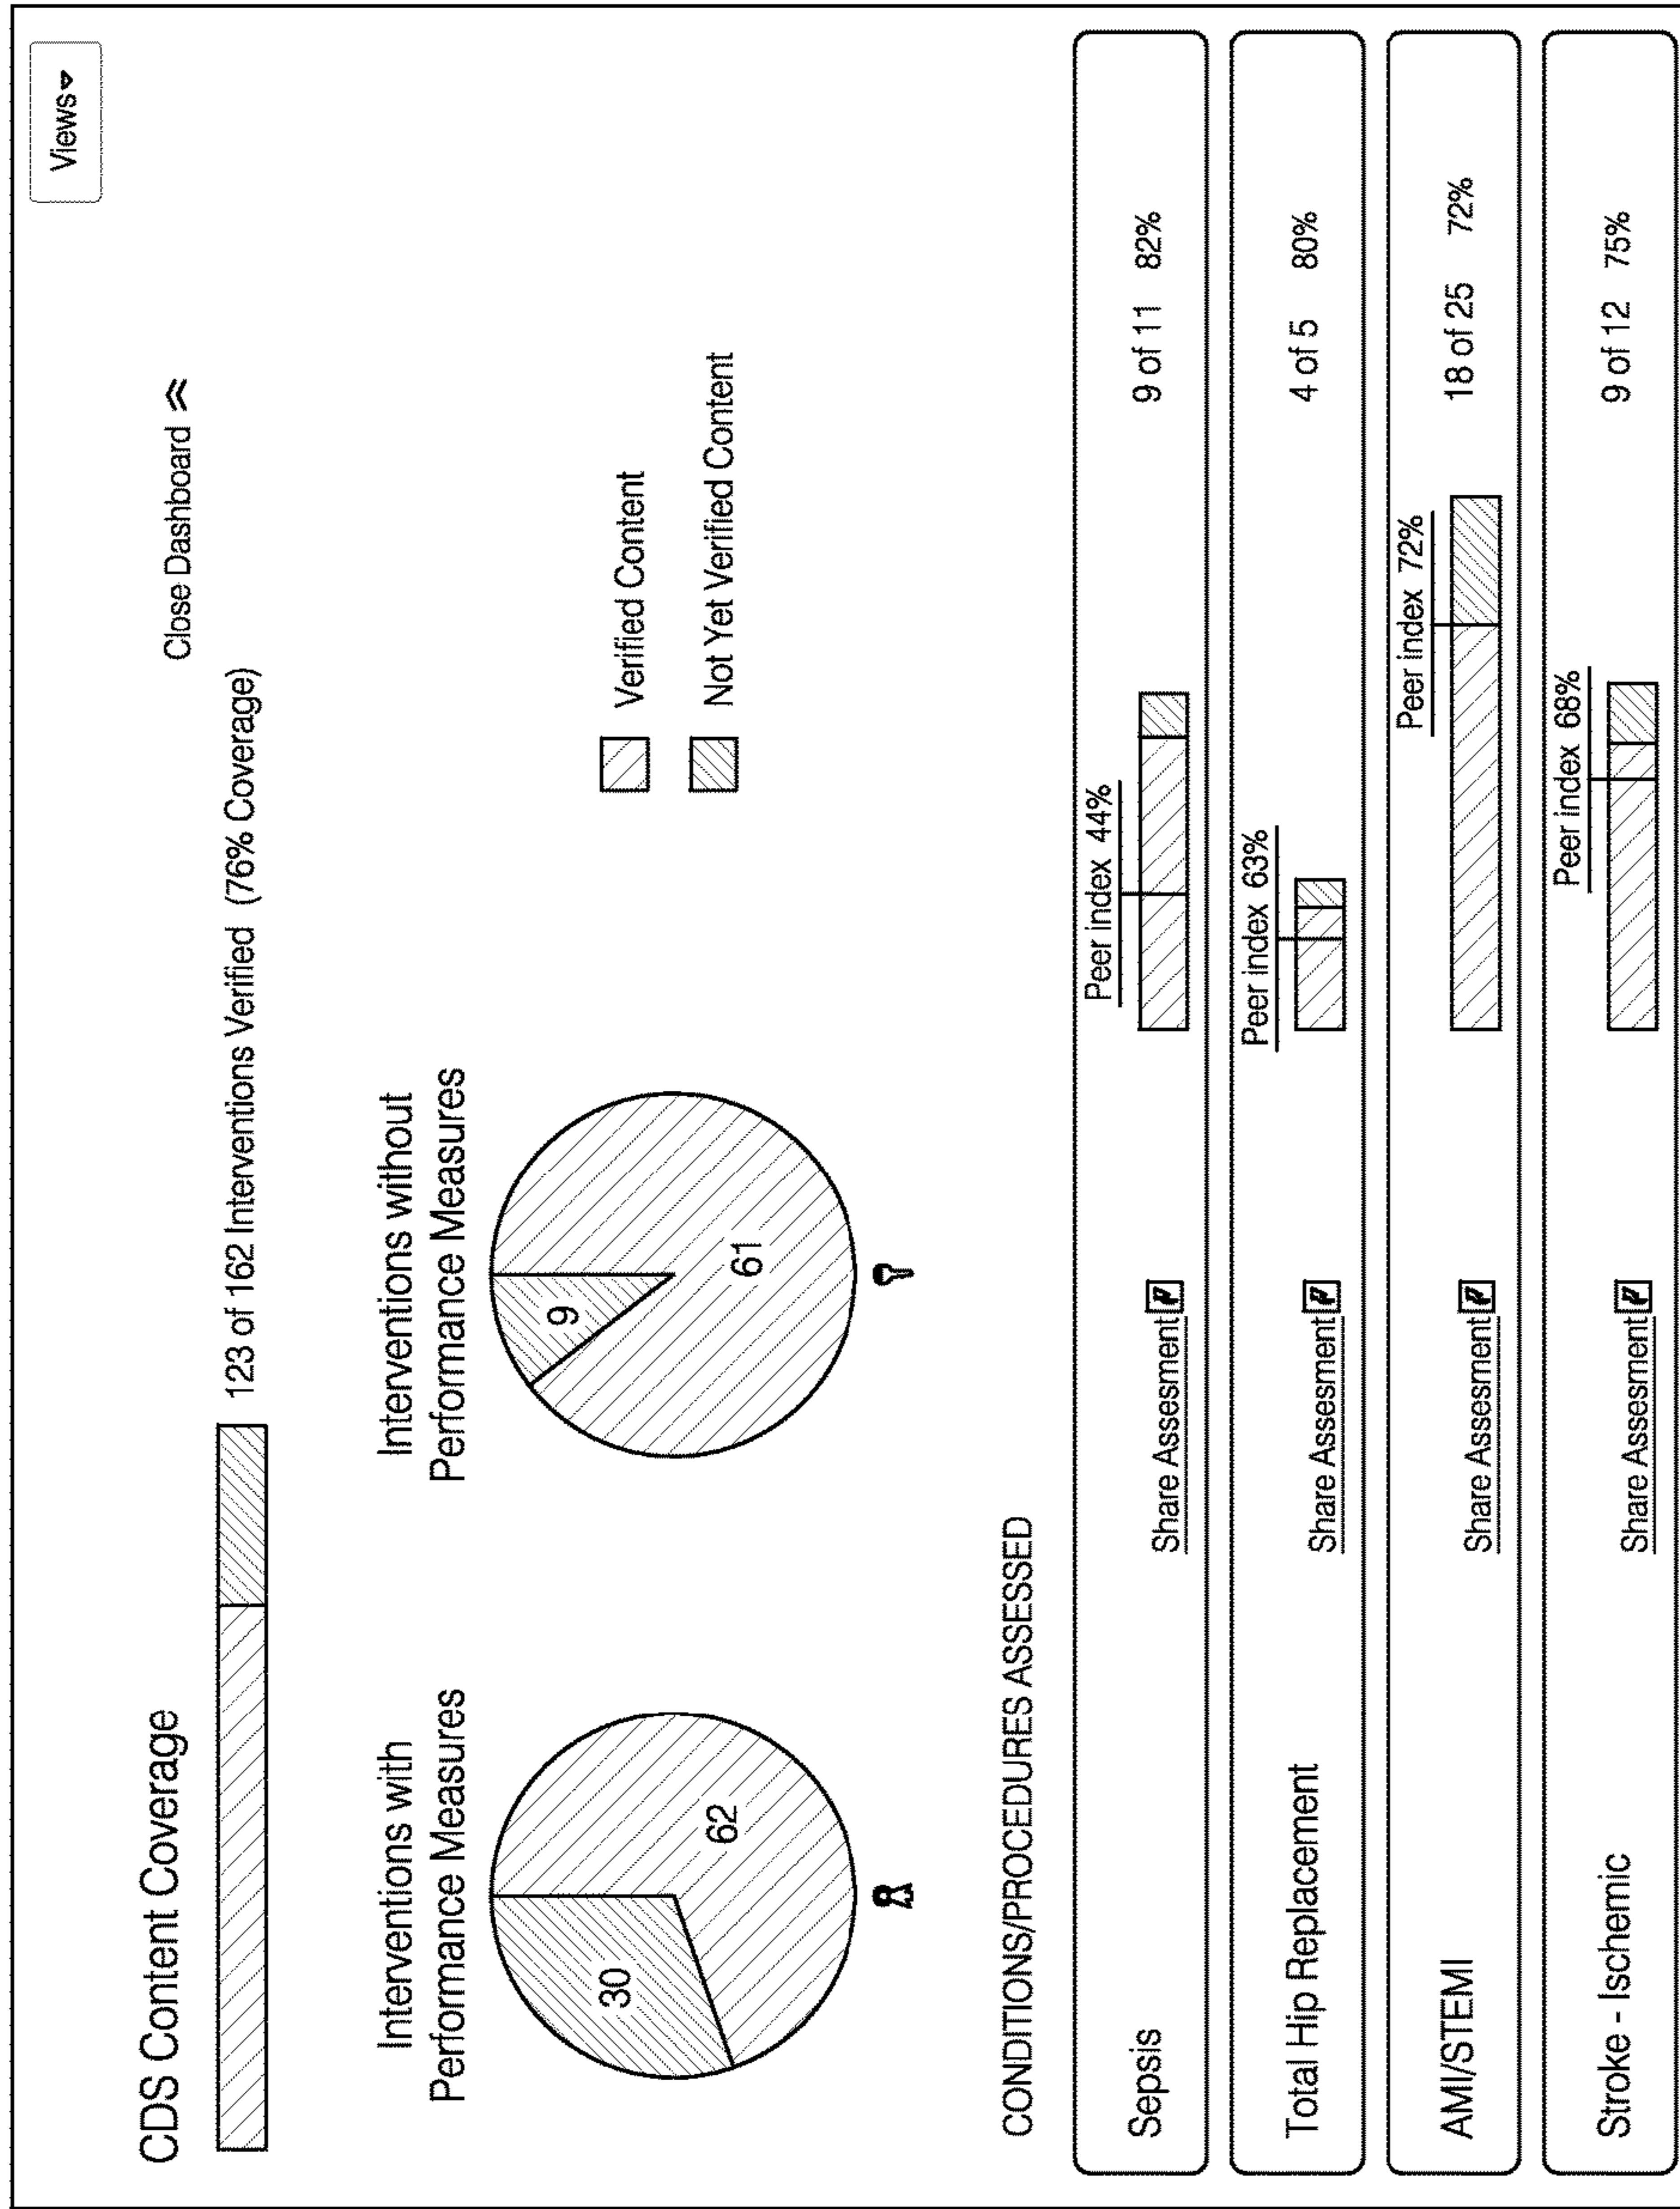 Views
CDS Content Coverage
Close Dashboard
123 of 162 Interventions Verified (76% Coverage)
Interventions with
Performance Measures
30
62
Interventions without
Performance Measures
9
61
Verified Content
Not Yet Verified Content
CONDITIONS/PROCEDURES ASSESSED
Sepsis
Share Assesment
Peer index 44%
9 of 11 82%
Total Hip Replacement
Share Assesment
Peer index 63%
4 of 5 80%
AMI/STEMI
Share Assesment
Peer index 72%
18 of 25 72%
Stroke - Ischemic
Share Assesment
Peer index 68%
9 of 12 75%